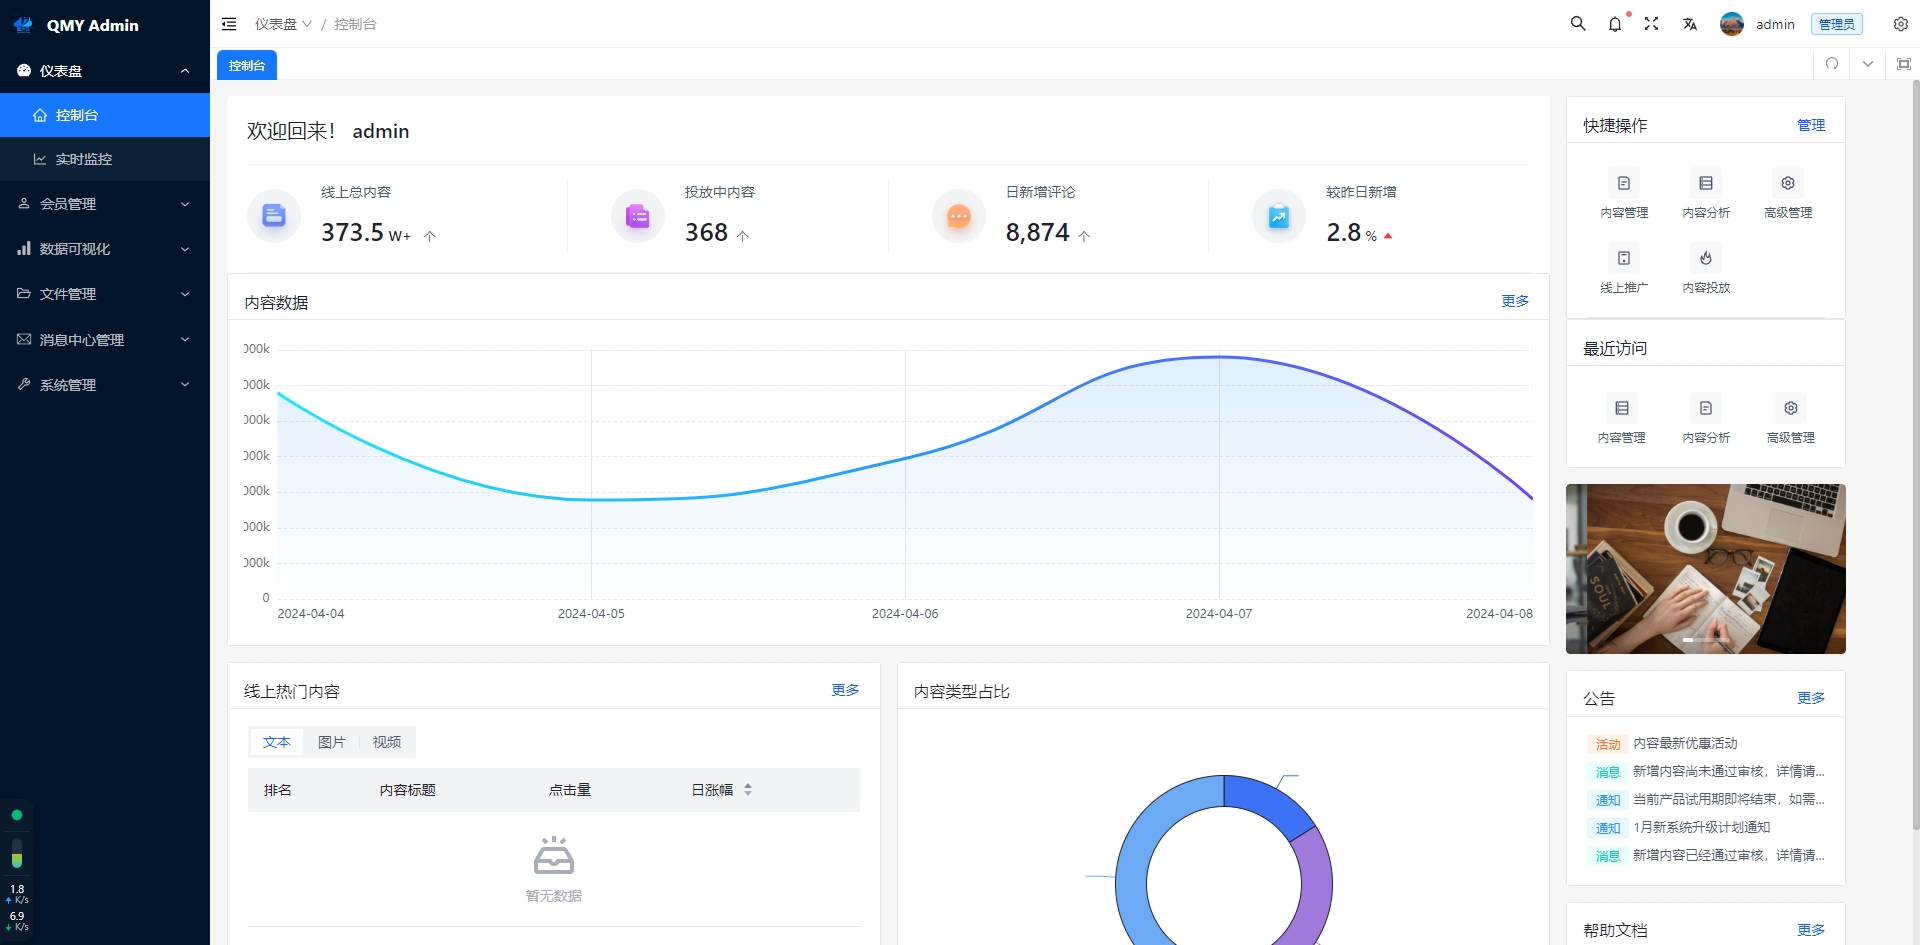 QMY Admin
仪表盘
控制台
实时监控
会员管理
数据可视化
文件管理
消息中心管理
系统管理
1.8
K/s
6.9
K/s
仪表盘 / 控制台
admin 管理员
控制台
欢迎回来！ admin
线上总内容
373.5 W+
投放中内容
368
日新增评论
8,874
较昨日新增
2.8 %
内容数据 更多
000k
000k
000k
000k
000k
000k
000k
0
2024-04-04 2024-04-05 2024-04-06 2024-04-07 2024-04-08
线上热门内容 更多
文本 图片 视频
排名 内容标题 点击量 日涨幅
暂无数据
内容类型占比
快捷操作 管理
内容管理 内容分析 高级管理
线上推广 内容投放
最近访问
内容管理 内容分析 高级管理
SOUL
公告 更多
活动 内容最新优惠活动
消息 新增内容尚未通过审核，详情请...
通知 当前产品试用期即将结束，如需...
通知 1月新系统升级计划通知
消息 新增内容已经通过审核，详情请...
帮助文档 更多